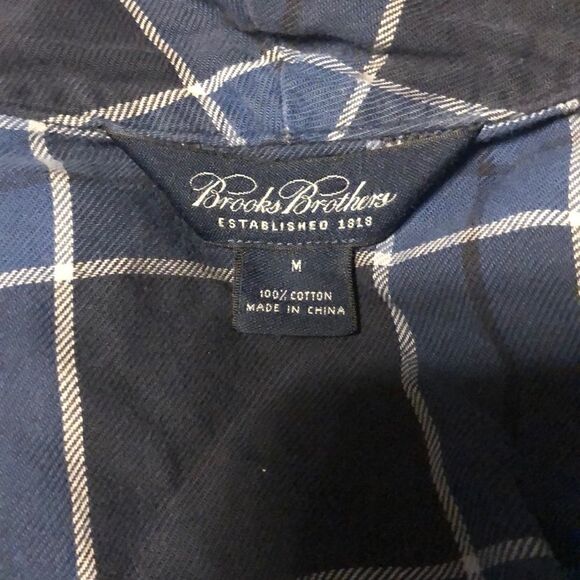 Brooks Brothers
ESTABLISHED 1818
M
100% COTTON
MADE IN CHINA